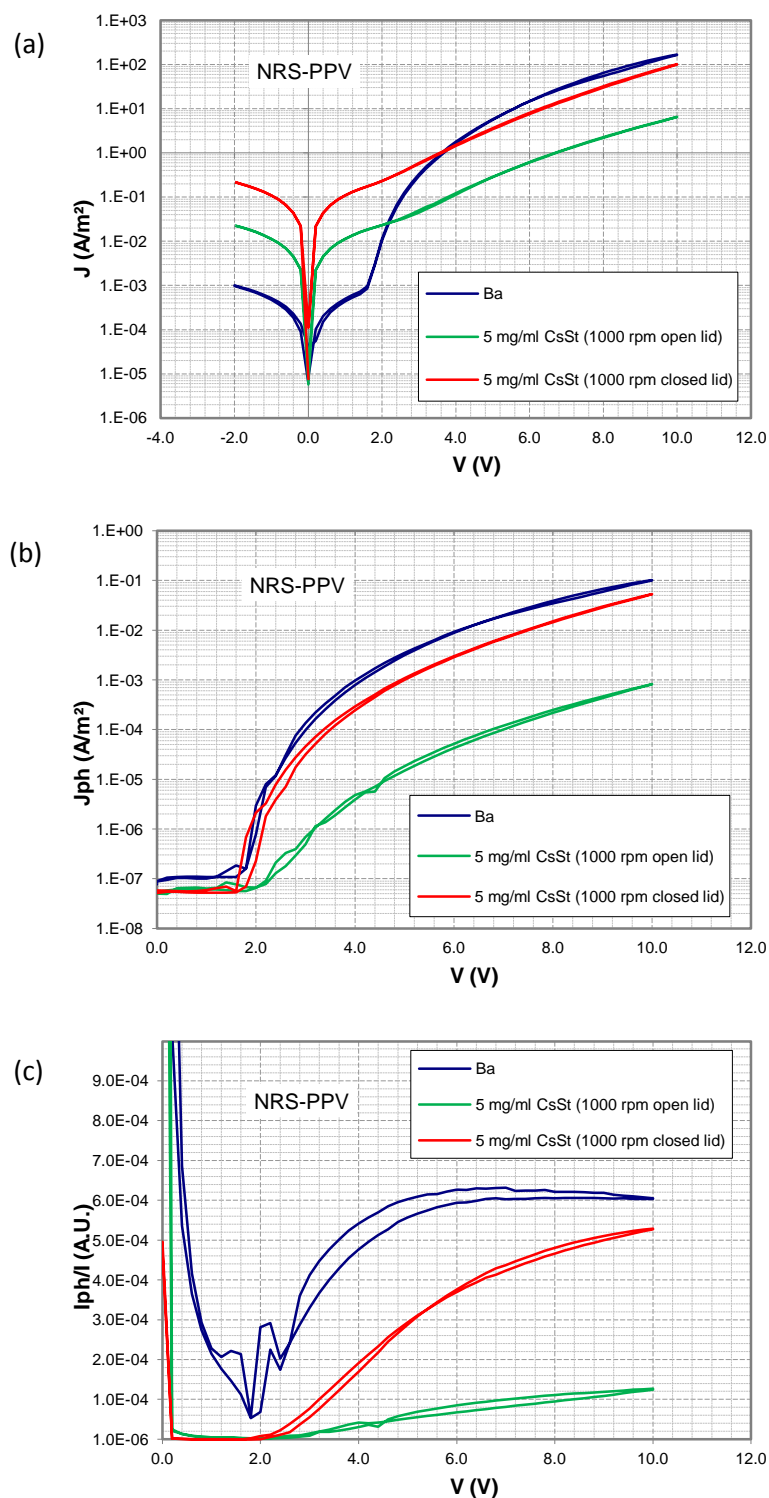 (a)
1.E+03
1.E+02
1.E+01
1.E+00
1.E-01
1.E-02
1.E-03
1.E-04
1.E-05
1.E-06
J (A/m²)
NRS-PPV
Ba
5 mg/ml CsSt (1000 rpm open lid)
5 mg/ml CsSt (1000 rpm closed lid)
-4.0 -2.0 0.0 2.0 4.0 6.0 8.0 10.0 12.0
V (V)
(b)
1.E+00
1.E-01
1.E-02
1.E-03
1.E-04
1.E-05
1.E-06
1.E-07
1.E-08
Jph (A/m²)
NRS-PPV
Ba
5 mg/ml CsSt (1000 rpm open lid)
5 mg/ml CsSt (1000 rpm closed lid)
0.0 2.0 4.0 6.0 8.0 10.0 12.0
V (V)
(c)
9.0E-04
8.0E-04
7.0E-04
6.0E-04
5.0E-04
4.0E-04
3.0E-04
2.0E-04
1.0E-04
1.0E-06
Iph/I (A.U.)
NRS-PPV
Ba
5 mg/ml CsSt (1000 rpm open lid)
5 mg/ml CsSt (1000 rpm closed lid)
0.0 2.0 4.0 6.0 8.0 10.0 12.0
V (V)